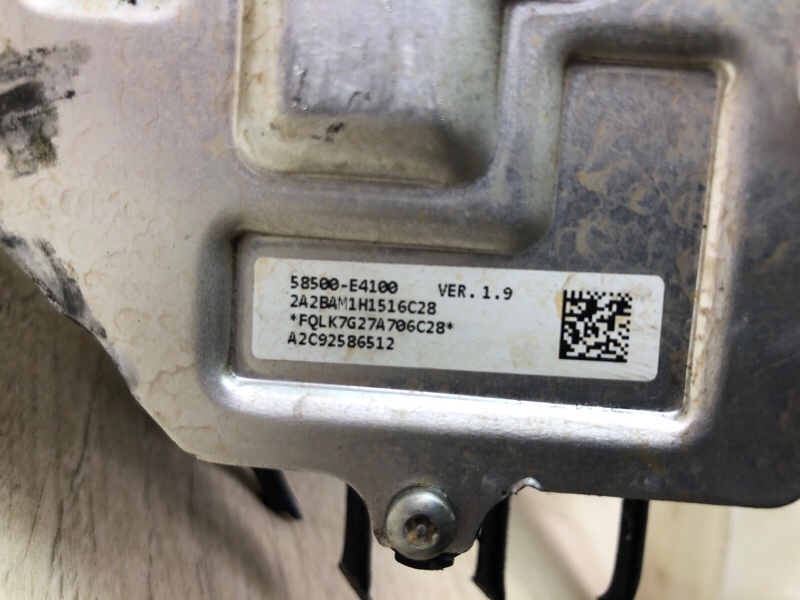 58500-E4100 VER. 1.9
2A2BAM1H1516C28
*FQLK7G27A706C28*
A2C92586512